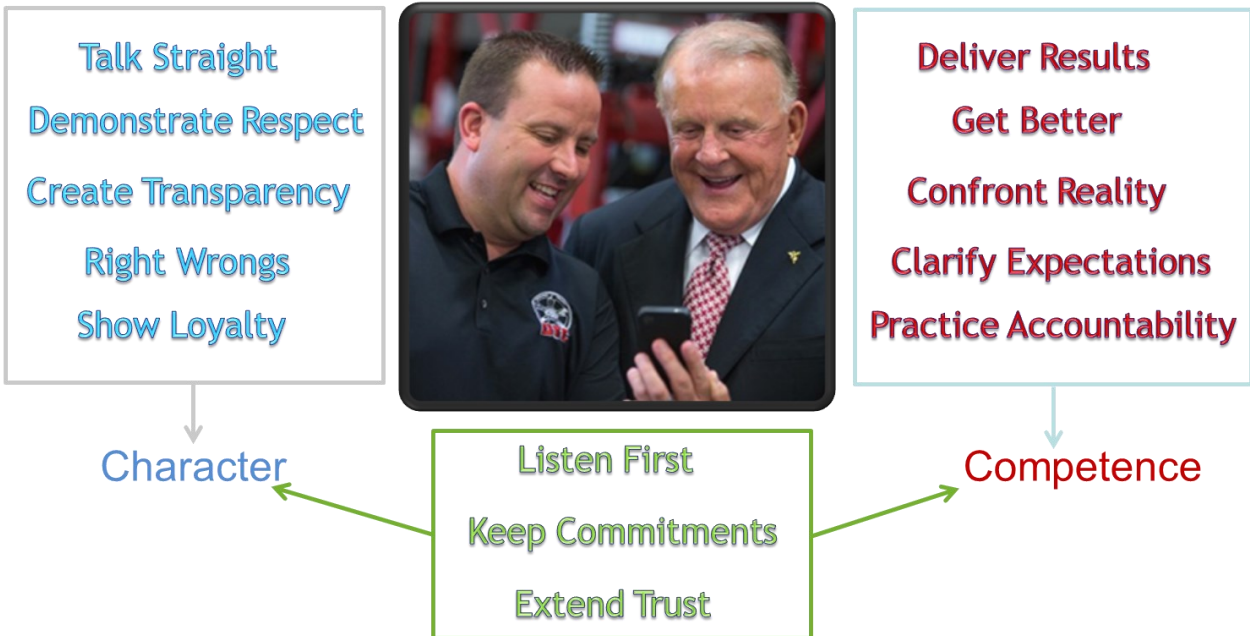 Talk Straight
Demonstrate Respect
Create Transparency
Right Wrongs
Show Loyalty
Deliver Results
Get Better
Confront Reality
Clarify Expectations
Practice Accountability
Character
Listen First
Keep Commitments
Extend Trust
Competence